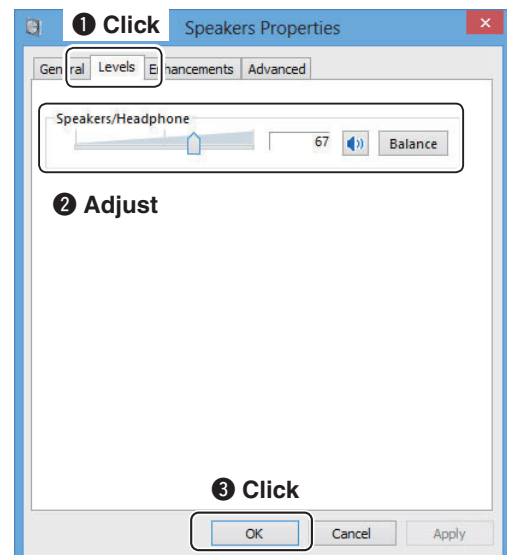 ❶ Click
Speakers Properties
General Levels Enhancements Advanced
Speakers/Headphone
67 Balance
❷ Adjust
❸ Click
OK Cancel Apply